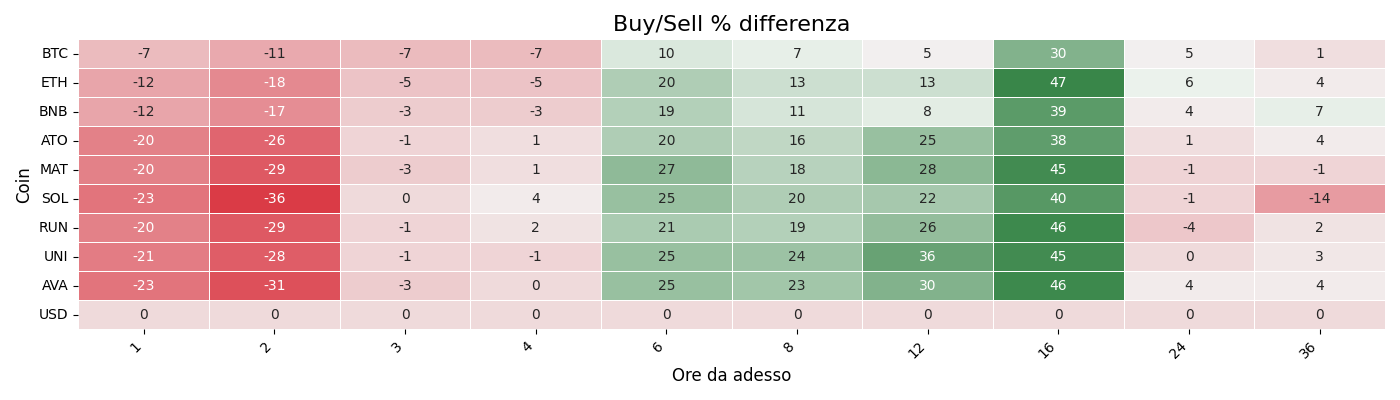 Buy/Sell % differenza
Coin
BTC -7 -11 -7 -7 10 7 5 30 5 1
ETH -12 -18 -5 -5 20 13 13 47 6 4
BNB -12 -17 -3 -3 19 11 8 39 4 7
ATO -20 -26 -1 1 20 16 25 38 1 4
MAT -20 -29 -3 1 27 18 28 45 -1 -1
SOL -23 -36 0 4 25 20 22 40 -1 -14
RUN -20 -29 -1 2 21 19 26 46 -4 2
UNI -21 -28 -1 -1 25 24 36 45 0 3
AVA -23 -31 -3 0 25 23 30 46 4 4
USD 0 0 0 0 0 0 0 0 0 0
1 2 3 4 6 8 12 16 24 36
Ore da adesso